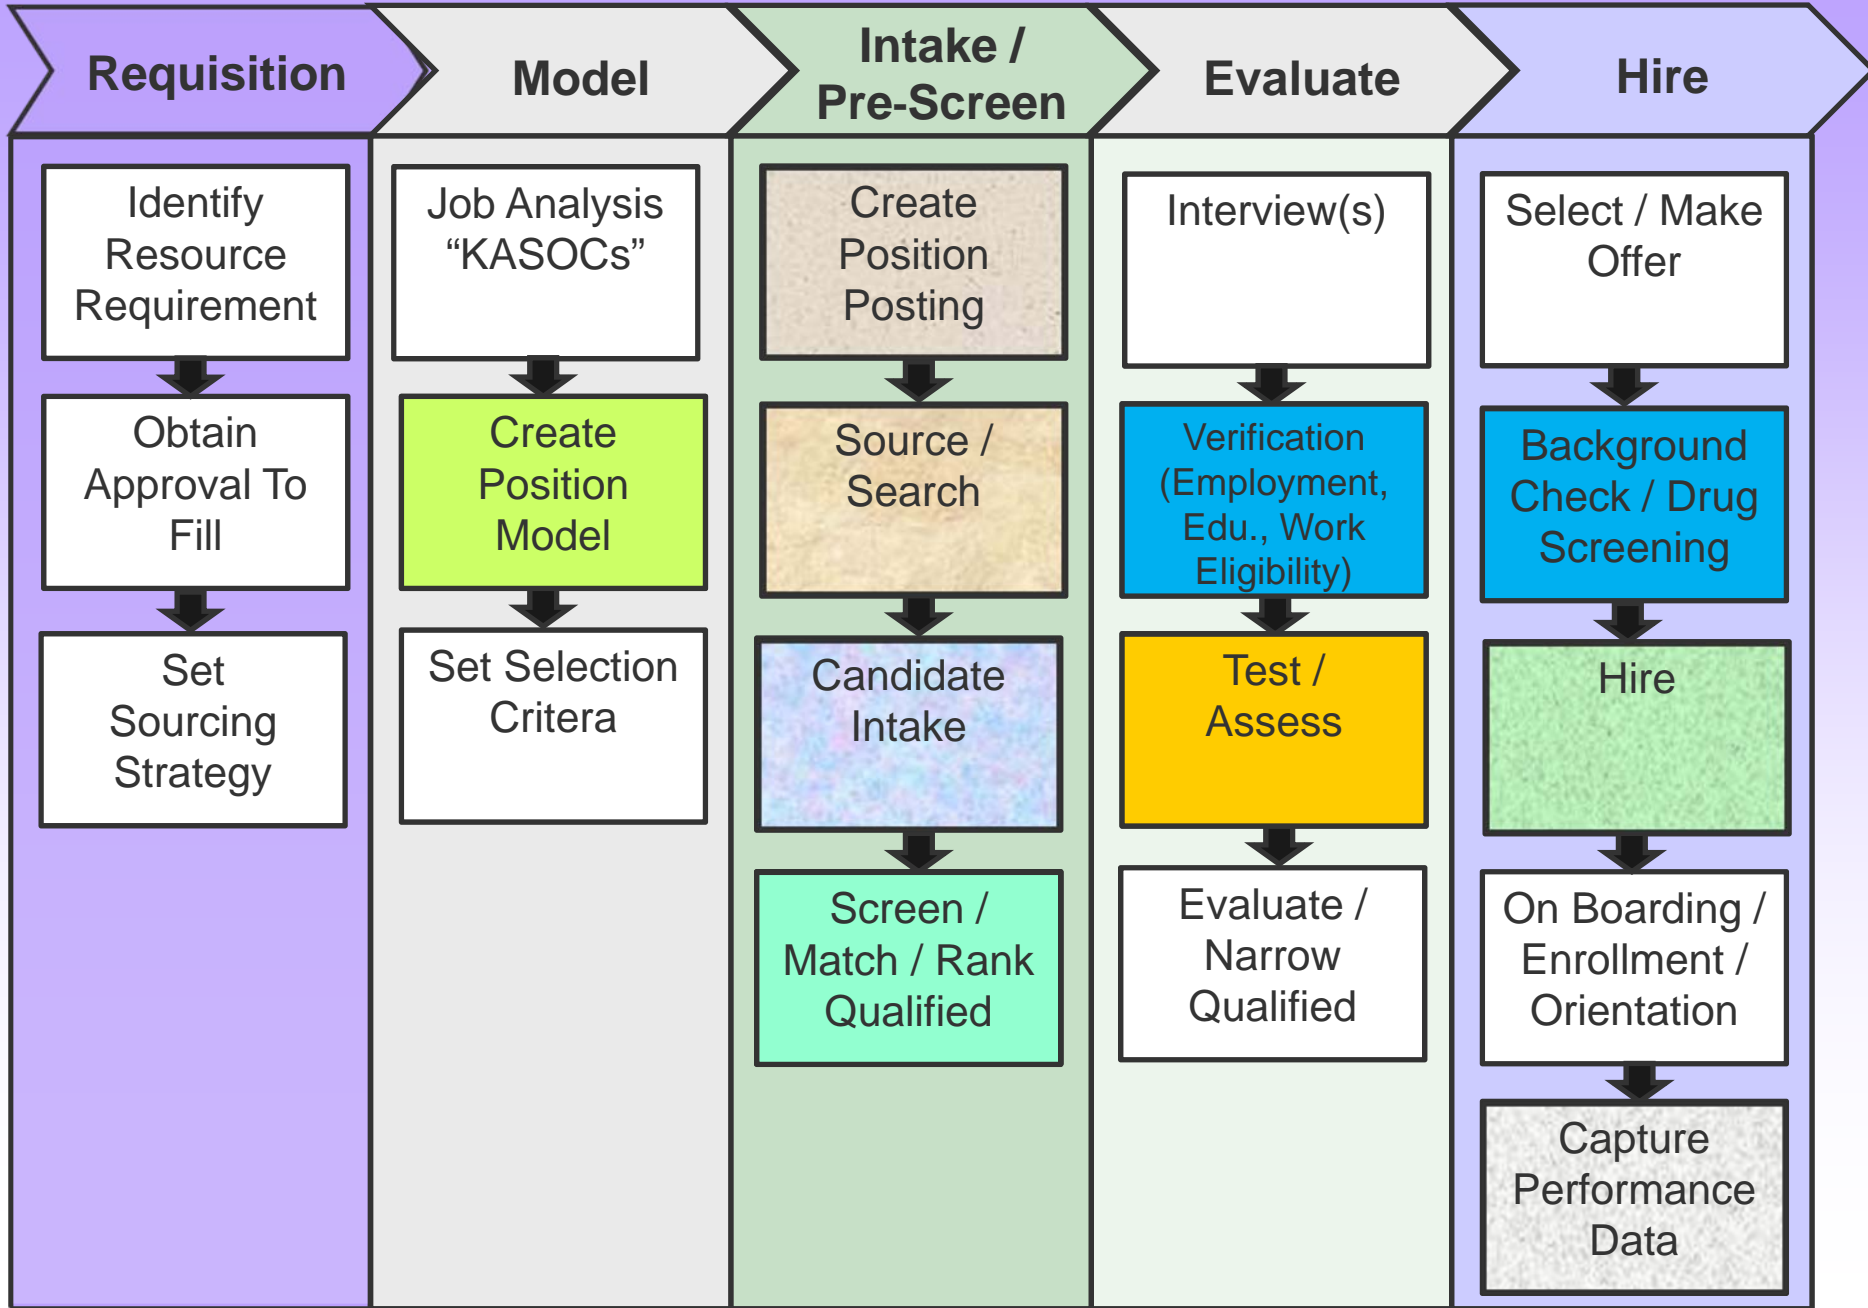 Requisition
Model
Intake /
Pre-Screen
Evaluate
Hire
Identify
Resource
Requirement
Obtain
Approval To
Fill
Set
Sourcing
Strategy
Job Analysis
“KASOCs”
Create
Position
Model
Set Selection
Critera
Create
Position
Posting
Source /
Search
Candidate
Intake
Screen /
Match / Rank
Qualified
Interview(s)
Verification
(Employment,
Edu., Work
Eligibility)
Test /
Assess
Evaluate /
Narrow
Qualified
Select / Make
Offer
Background
Check / Drug
Screening
Hire
On Boarding /
Enrollment /
Orientation
Capture
Performance
Data